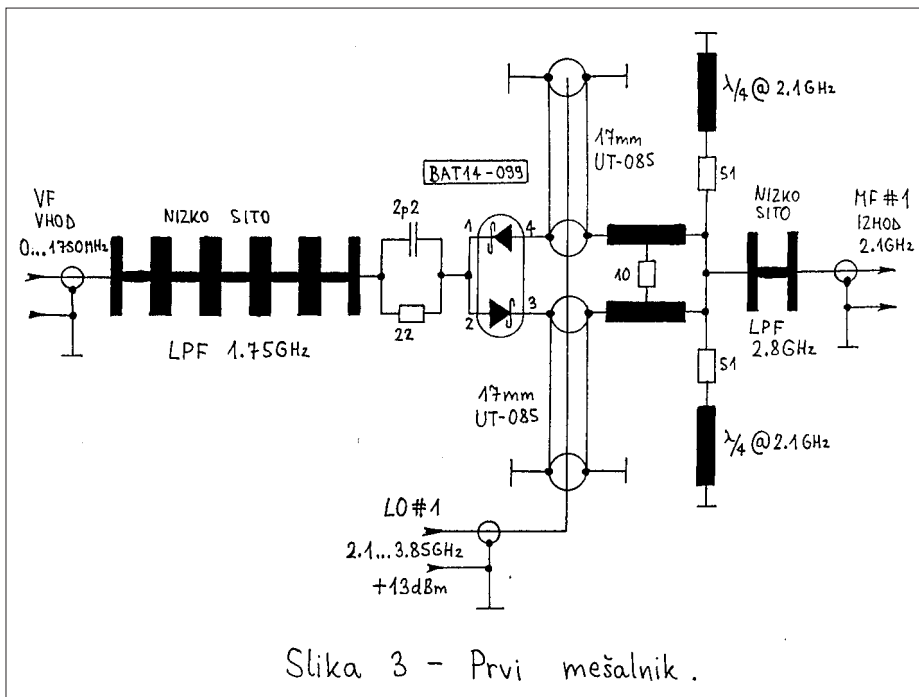 λ/4 @ 2.1GHz
17mm
UT-085
BAT14-099
51
VF
VHOD
0...1750MHz
NIZKO SITO
2p2
1
4
NIZKO
SITO
MF #1
IZHOD
2.1GHz
10
22
2
3
LPF 1.75GHz
LPF
2.8GHz
51
17mm
UT-085
λ/4 @ 2.1GHz
LO#1
2.1...3.85GHz
+13dBm
Slika 3 - Prvi mešalnik.